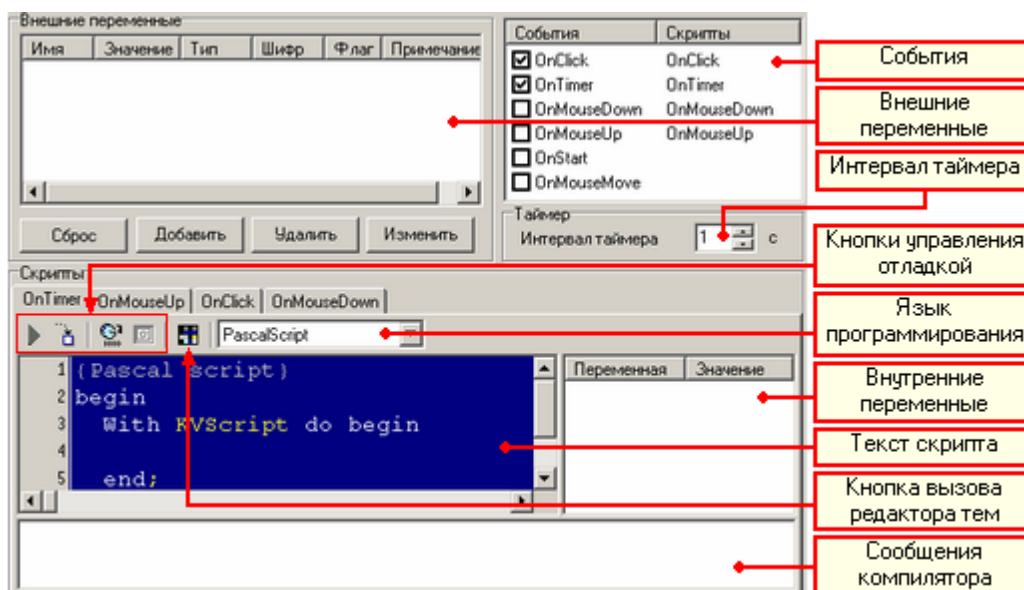 Внешние переменные
Имя Значение Тип Шифр Флаг Примечание
Сброс Добавить Удалить Изменить
События Скрипты
OnClick OnClick
OnTimer OnTimer
OnMouseDown OnMouseDown
OnMouseUp OnMouseUp
OnStart
OnMouseMove
Таймер
Интервал таймера 1 с
Скрипты
OnTimer OnMouseUp OnClick OnMouseDown
PascalScript
1 {Pascal script}
2 begin
3 With KVScript do begin
4
5 end;
Переменная Значение
События
Внешние
переменные
Интервал таймера
Кнопки управления
отладкой
Язык
программирования
Внутренние
переменные
Текст скрипта
Кнопка вызова
редактора тем
Сообщения
компилятора